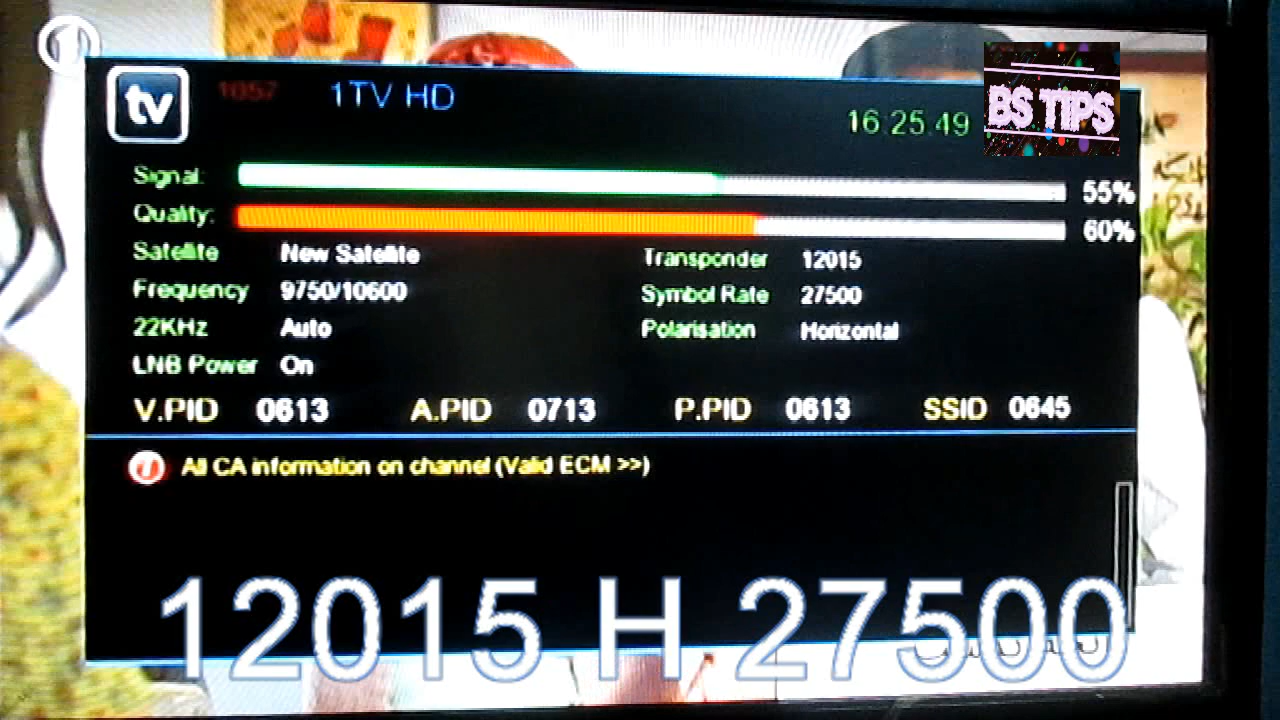 1
tv 1057 1TV HD
16:25:49
BS TIPS
Signal: 55%
Quality: 60%
Satellite New Satellite Transponder 12015
Frequency 9750/10600 Symbol Rate 27500
22KHz Auto Polarisation Horizontal
LNB Power On
V.PID 0613 A.PID 0713 P.PID 0613 SSID 0645
All CA information on channel (Valid ECM >>)
12015 H 27500